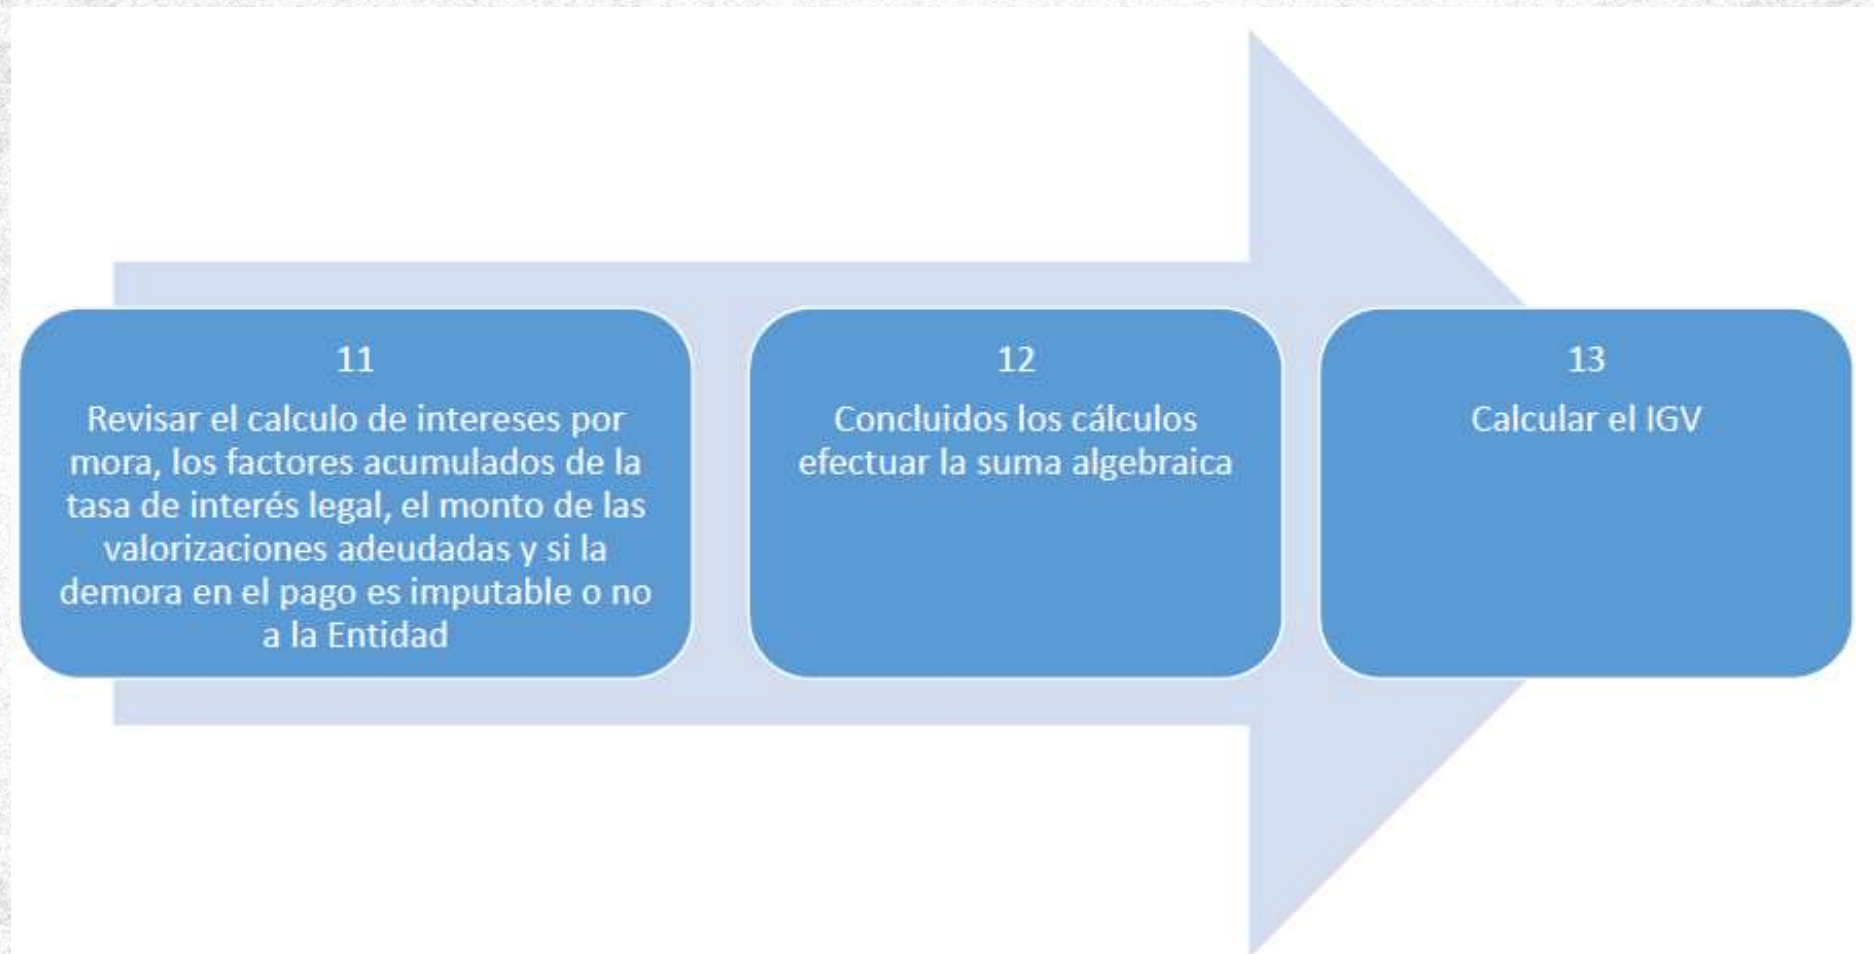 11
Revisar el calculo de intereses por
mora, los factores acumulados de la
tasa de interés legal, el monto de las
valorizaciones adeudadas y si la
demora en el pago es imputable o no
a la Entidad
12
Concluidos los cálculos
efectuar la suma algebraica
13
Calcular el IGV